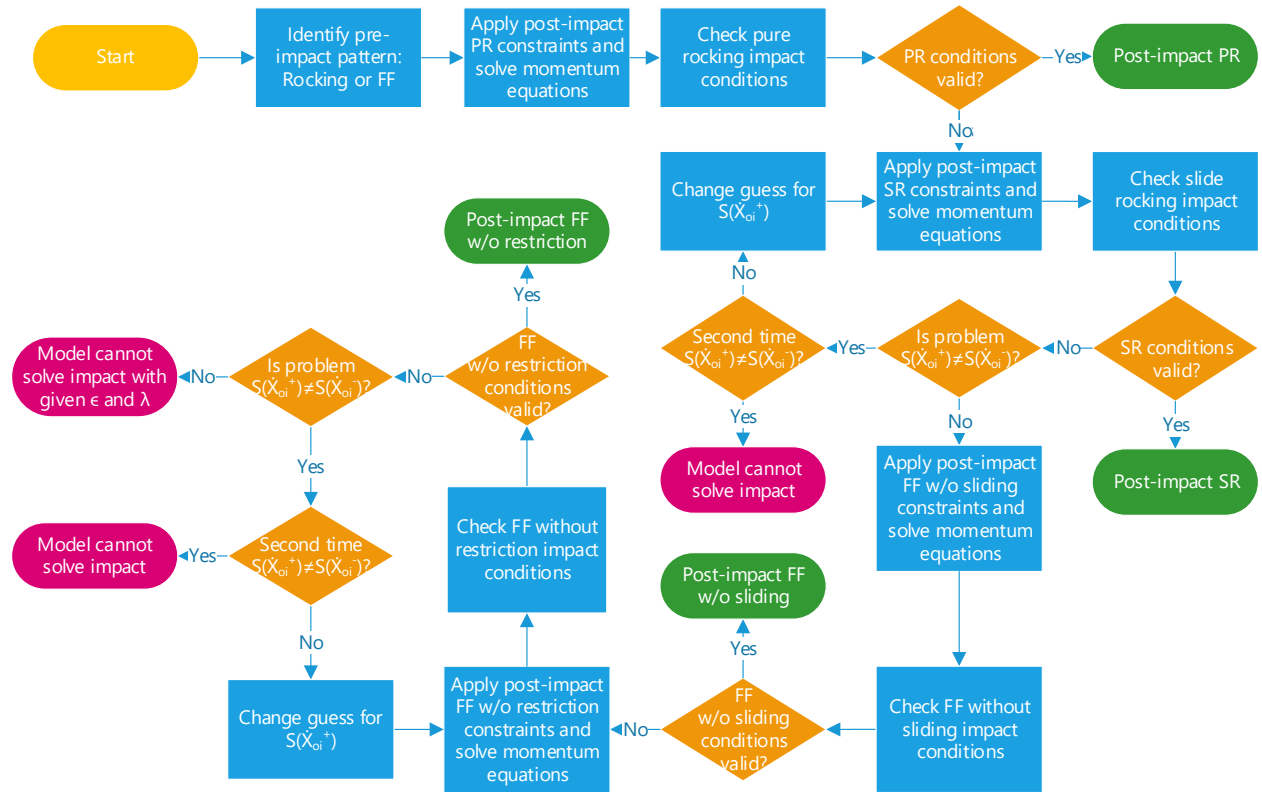 Start
Identify pre-
impact pattern:
Rocking or FF
Apply post-impact
PR constraints and
solve momentum
equations
Check pure
rocking impact
conditions
PR conditions
valid?
Yes
Post-impact PR
No
Change guess for
S(Ẋₒᵢ⁺)
Apply post-impact
SR constraints and
solve momentum
equations
Check slide
rocking impact
conditions
Post-impact FF
w/o restriction
Yes
No
Model cannot
solve impact with
given ϵ and λ
No
Is problem
S(Ẋₒᵢ⁺)≠S(Ẋₒᵢ⁻)?
No
FF
w/o restriction
conditions
valid?
Second time
S(Ẋₒᵢ⁺)≠S(Ẋₒᵢ⁻)?
Yes
Is problem
S(Ẋₒᵢ⁺)≠S(Ẋₒᵢ⁻)?
No
SR conditions
valid?
Yes
Yes
No
Yes
Model cannot
solve impact
Apply post-impact
FF w/o sliding
constraints and
solve momentum
equations
Post-impact SR
Model cannot
solve impact
Yes
Second time
S(Ẋₒᵢ⁺)≠S(Ẋₒᵢ⁻)?
Check FF without
restriction impact
conditions
Post-impact FF
w/o sliding
No
Yes
Change guess for
S(Ẋₒᵢ⁺)
Apply post-impact
FF w/o restriction
constraints and
solve momentum
equations
No
FF
w/o sliding
conditions
valid?
Check FF without
sliding impact
conditions